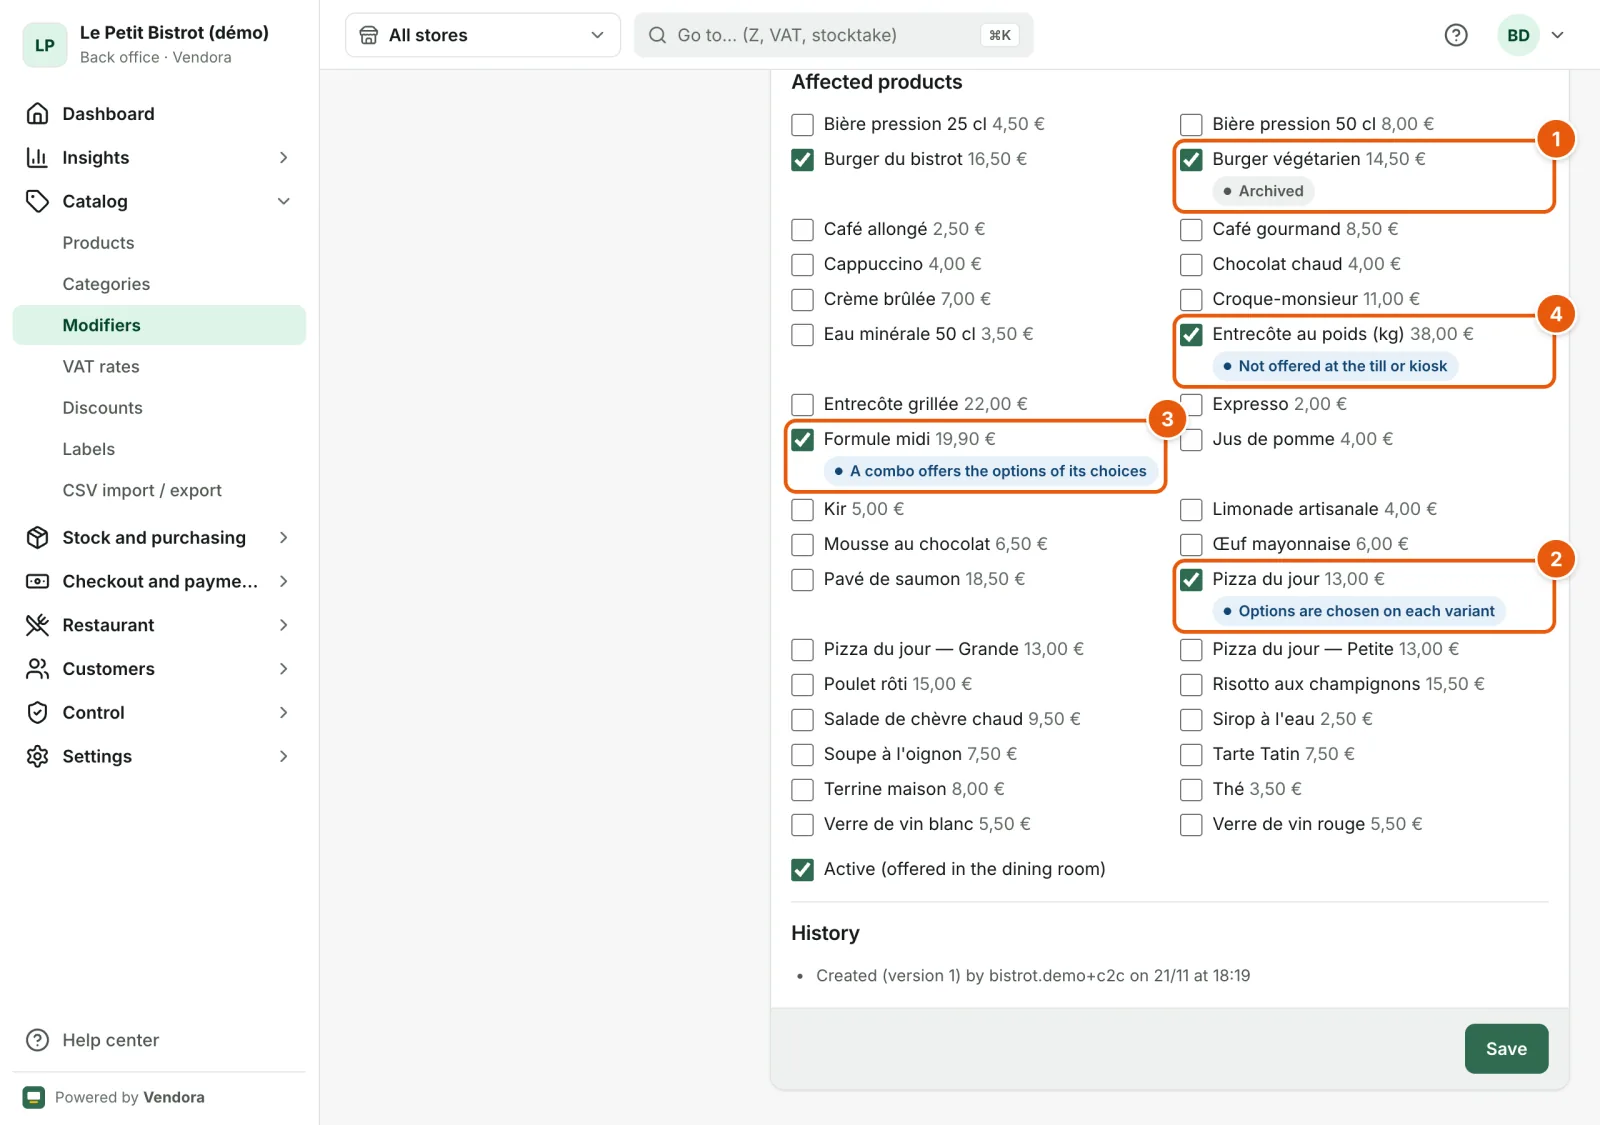 LP
Le Petit Bistrot (démo)
Back office · Vendora
All stores
Go to... (Z, VAT, stocktake)
⌘K
BD
Dashboard
Insights
Catalog
Products
Categories
Modifiers
VAT rates
Discounts
Labels
CSV import / export
Stock and purchasing
Checkout and payme...
Restaurant
Customers
Control
Settings
Help center
Powered by Vendora
Affected products
Bière pression 25 cl 4,50 €
Bière pression 50 cl 8,00 €
1
Burger du bistrot 16,50 €
Burger végétarien 14,50 €
• Archived
Café allongé 2,50 €
Café gourmand 8,50 €
Cappuccino 4,00 €
Chocolat chaud 4,00 €
Crème brûlée 7,00 €
Croque-monsieur 11,00 €
4
Eau minérale 50 cl 3,50 €
Entrecôte au poids (kg) 38,00 €
• Not offered at the till or kiosk
Entrecôte grillée 22,00 €
Expresso 2,00 €
3
Formule midi 19,90 €
Jus de pomme 4,00 €
• A combo offers the options of its choices
Kir 5,00 €
Limonade artisanale 4,00 €
Mousse au chocolat 6,50 €
Œuf mayonnaise 6,00 €
2
Pavé de saumon 18,50 €
Pizza du jour 13,00 €
• Options are chosen on each variant
Pizza du jour — Grande 13,00 €
Pizza du jour — Petite 13,00 €
Poulet rôti 15,00 €
Risotto aux champignons 15,50 €
Salade de chèvre chaud 9,50 €
Sirop à l'eau 2,50 €
Soupe à l'oignon 7,50 €
Tarte Tatin 7,50 €
Terrine maison 8,00 €
Thé 3,50 €
Verre de vin blanc 5,50 €
Verre de vin rouge 5,50 €
Active (offered in the dining room)
History
• Created (version 1) by bistrot.demo+c2c on 21/11 at 18:19
Save